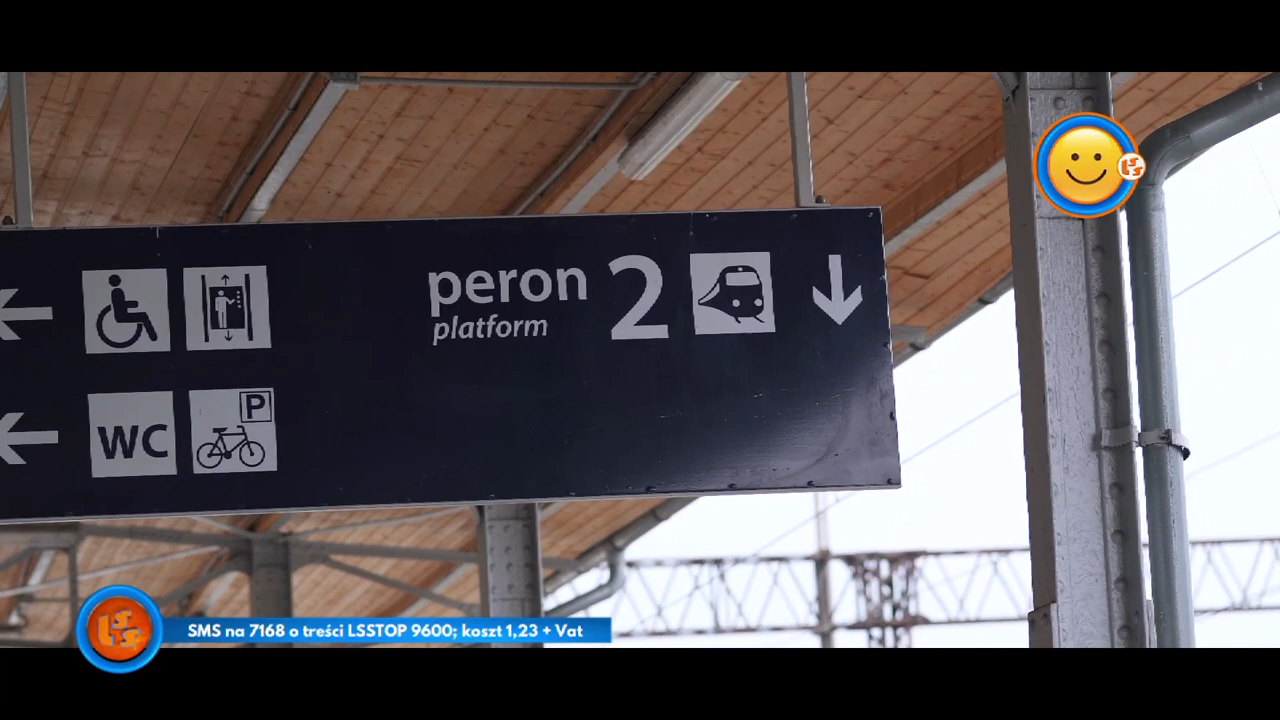 peron 2
platform
WC
P
SMS na 7168 o treści LSSTOP 9600; koszt 1,23 + Vat